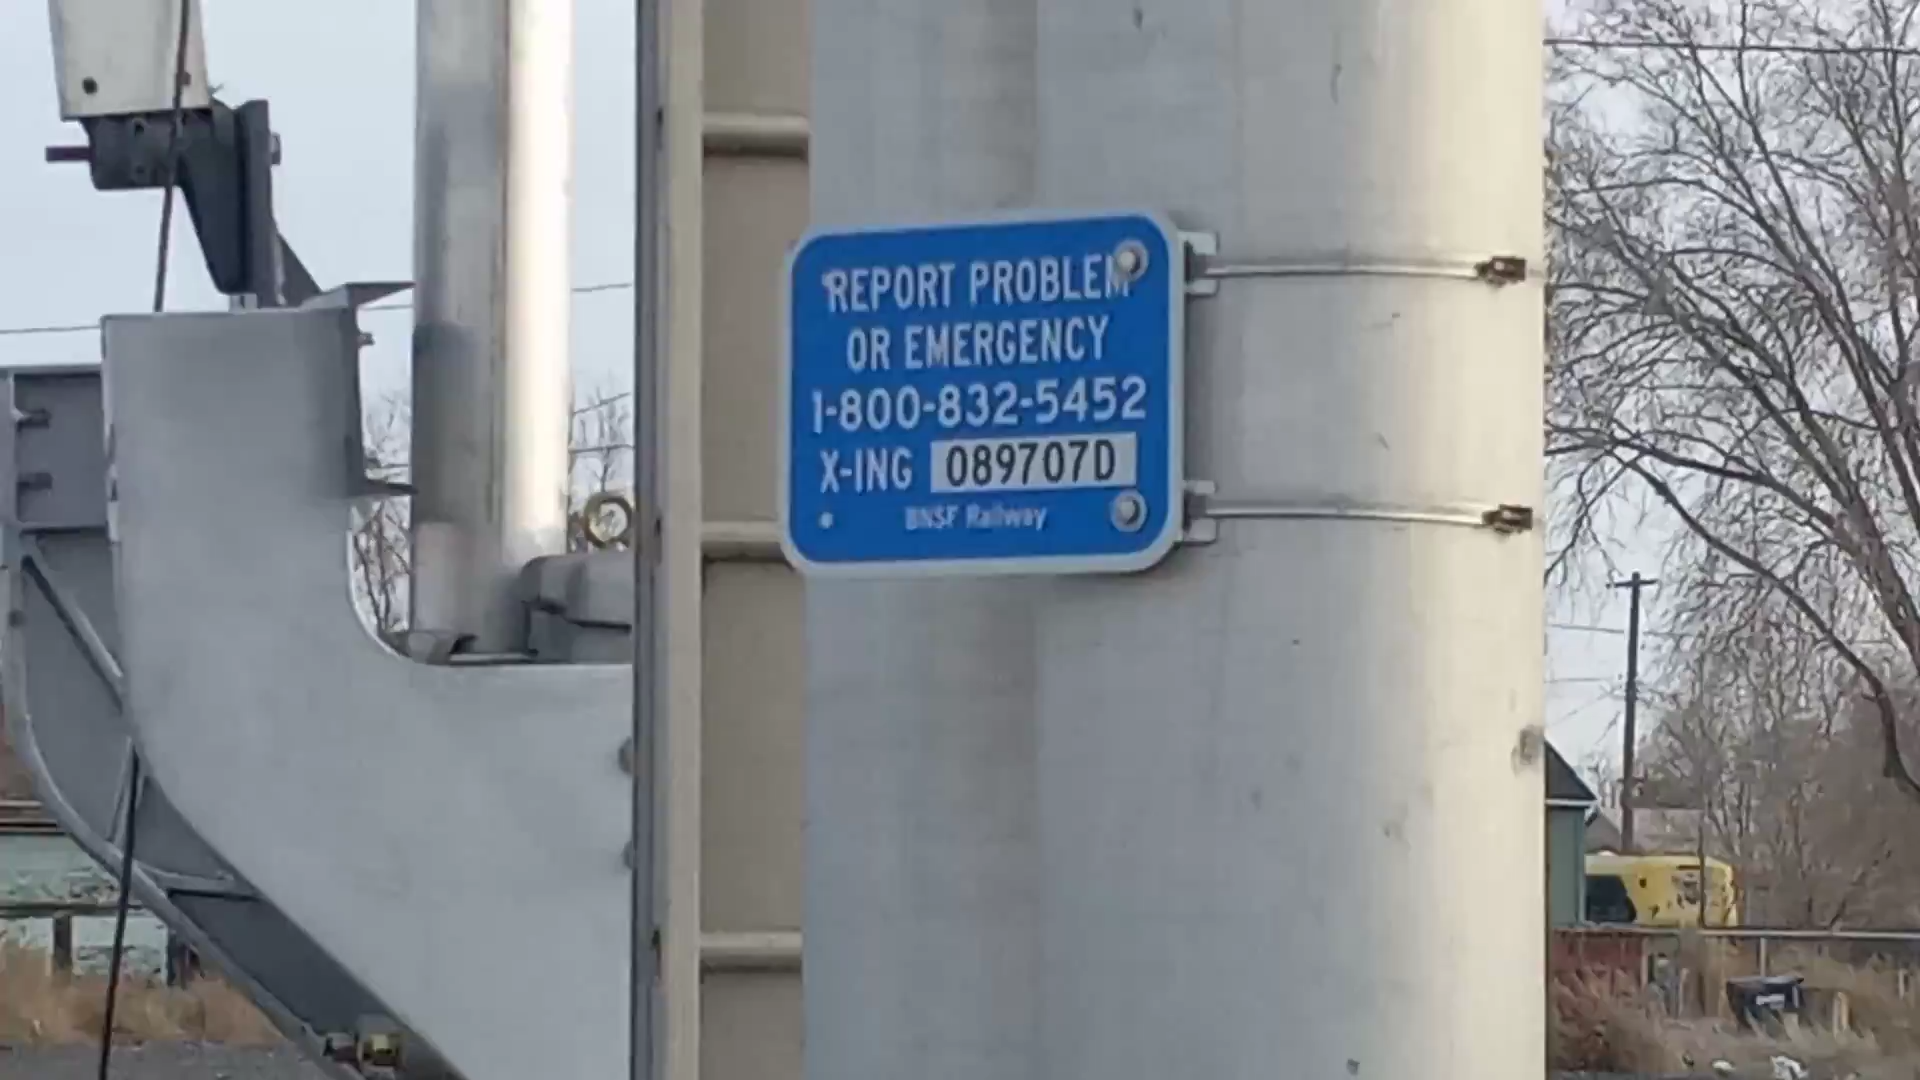 REPORT PROBLEM
OR EMERGENCY
1-800-832-5452
X-ING 089707D
BNSF Railway